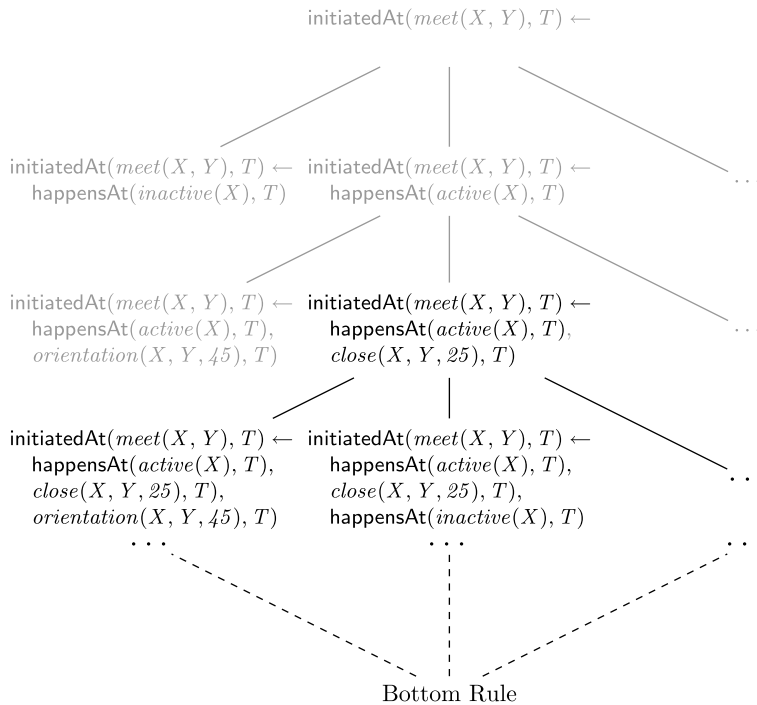 initiatedAt(meet(X, Y), T) ←
initiatedAt(meet(X, Y), T) ←
happensAt(inactive(X), T)
initiatedAt(meet(X, Y), T) ←
happensAt(active(X), T)
...
initiatedAt(meet(X, Y), T) ←
happensAt(active(X), T),
orientation(X, Y, 45), T)
initiatedAt(meet(X, Y), T) ←
happensAt(active(X), T),
close(X, Y, 25), T)
...
initiatedAt(meet(X, Y), T) ←
happensAt(active(X), T),
close(X, Y, 25), T),
orientation(X, Y, 45), T)
...
initiatedAt(meet(X, Y), T) ←
happensAt(active(X), T),
close(X, Y, 25), T),
happensAt(inactive(X), T)
...
..
..
Bottom Rule